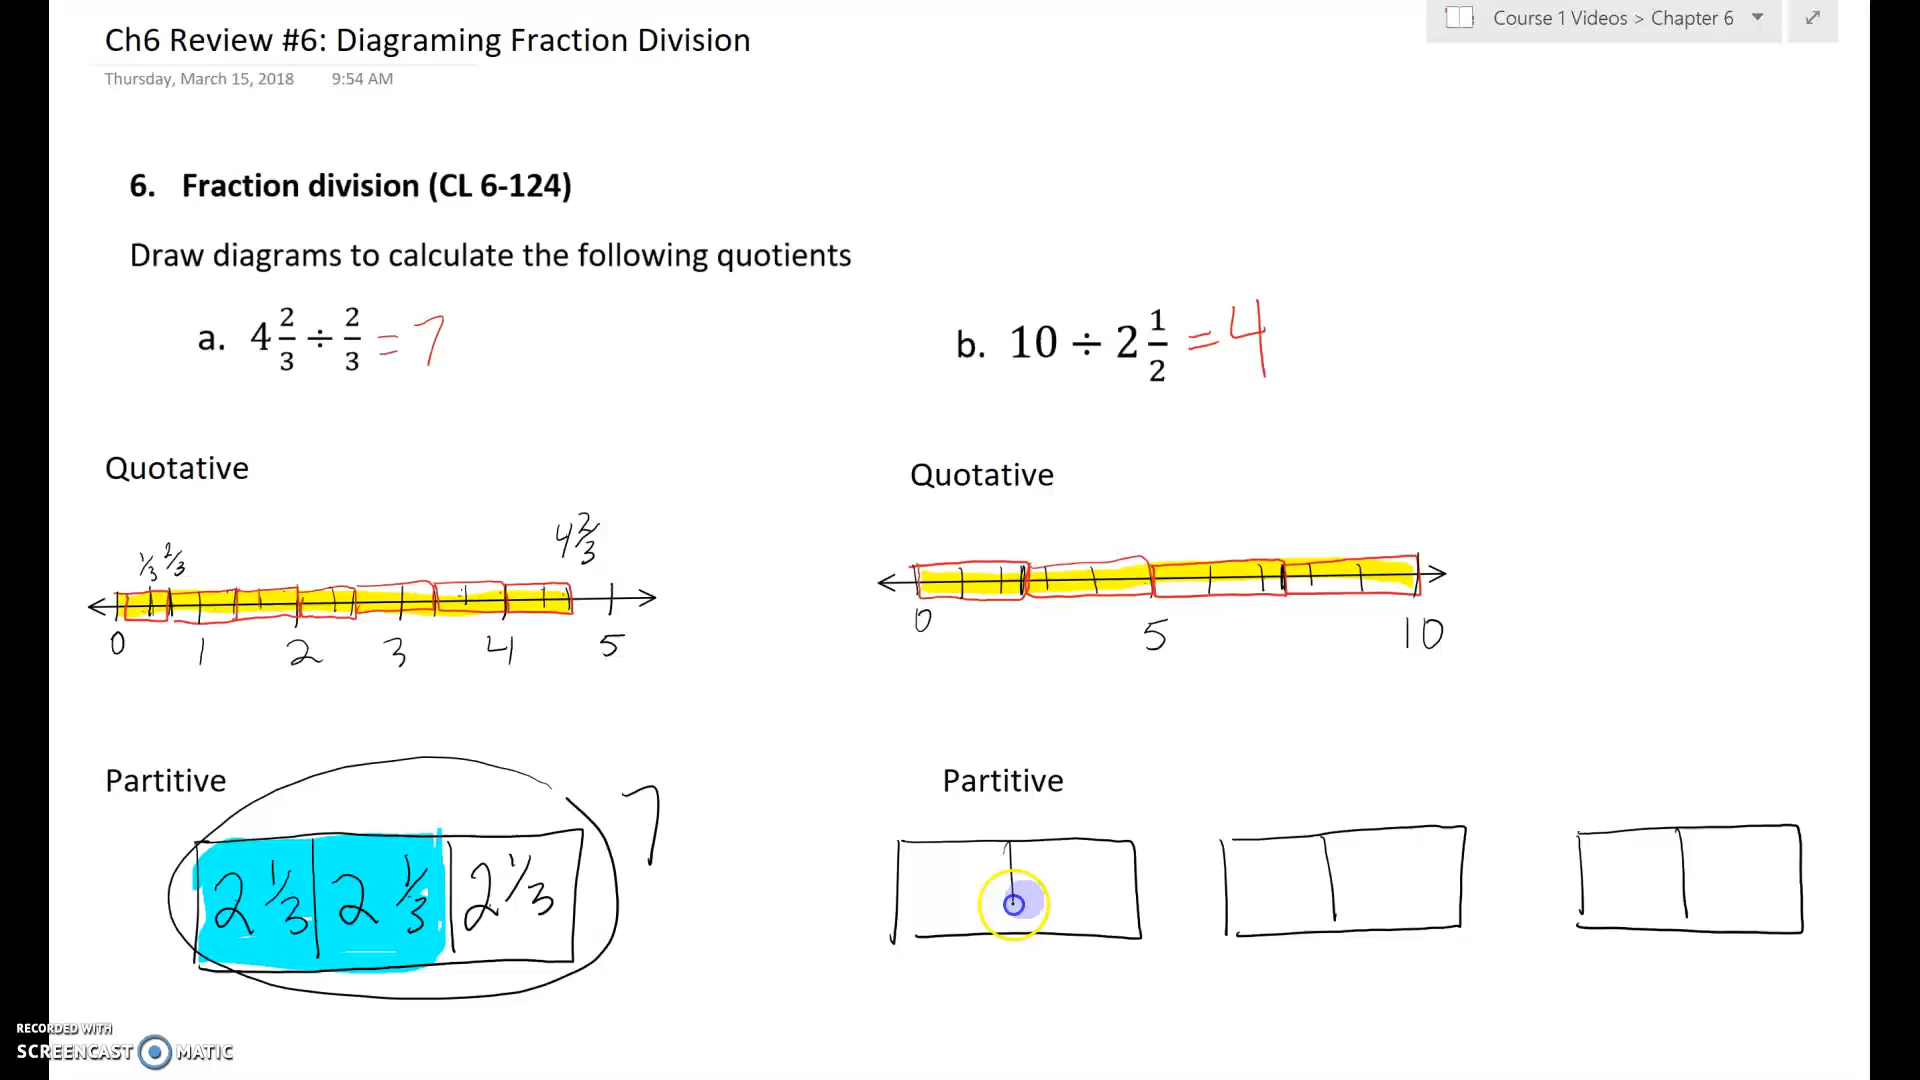 Course 1 Videos > Chapter 6
Ch6 Review #6: Diagraming Fraction Division
Thursday, March 15, 2018 9:54 AM
6. Fraction division (CL 6-124)
Draw diagrams to calculate the following quotients
a. 4 2/3 ÷ 2/3 = 7
b. 10 ÷ 2 1/2 = 4
Quotative
1/3 2/3 4 2/3
0 1 2 3 4 5
Quotative
0 5 10
Partitive
2 1/3 2 1/3 2 1/3 7
Partitive
RECORDED WITH
SCREENCAST MATIC